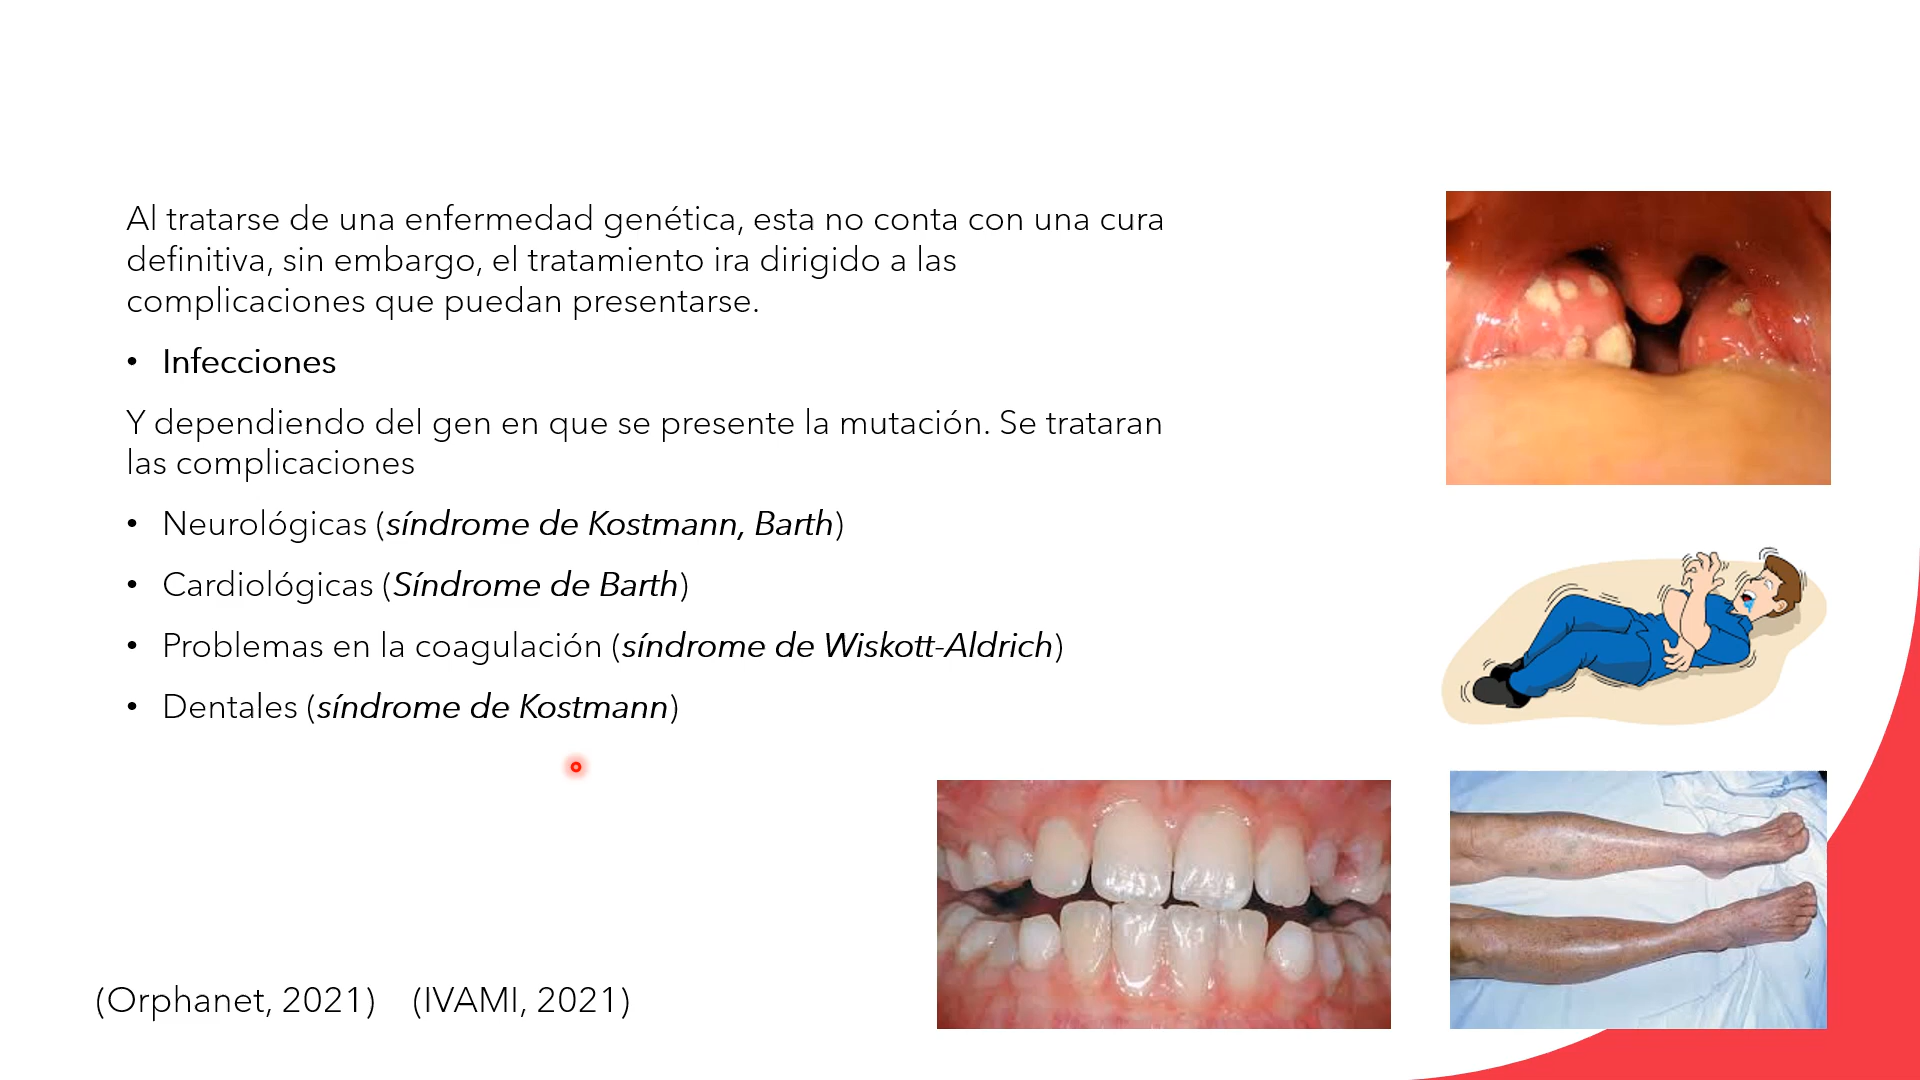 Al tratarse de una enfermedad genética, esta no conta con una cura
definitiva, sin embargo, el tratamiento ira dirigido a las
complicaciones que puedan presentarse.
• Infecciones
Y dependiendo del gen en que se presente la mutación. Se trataran
las complicaciones
• Neurológicas (síndrome de Kostmann, Barth)
• Cardiológicas (Síndrome de Barth)
• Problemas en la coagulación (síndrome de Wiskott-Aldrich)
• Dentales (síndrome de Kostmann)
(Orphanet, 2021) (IVAMI, 2021)